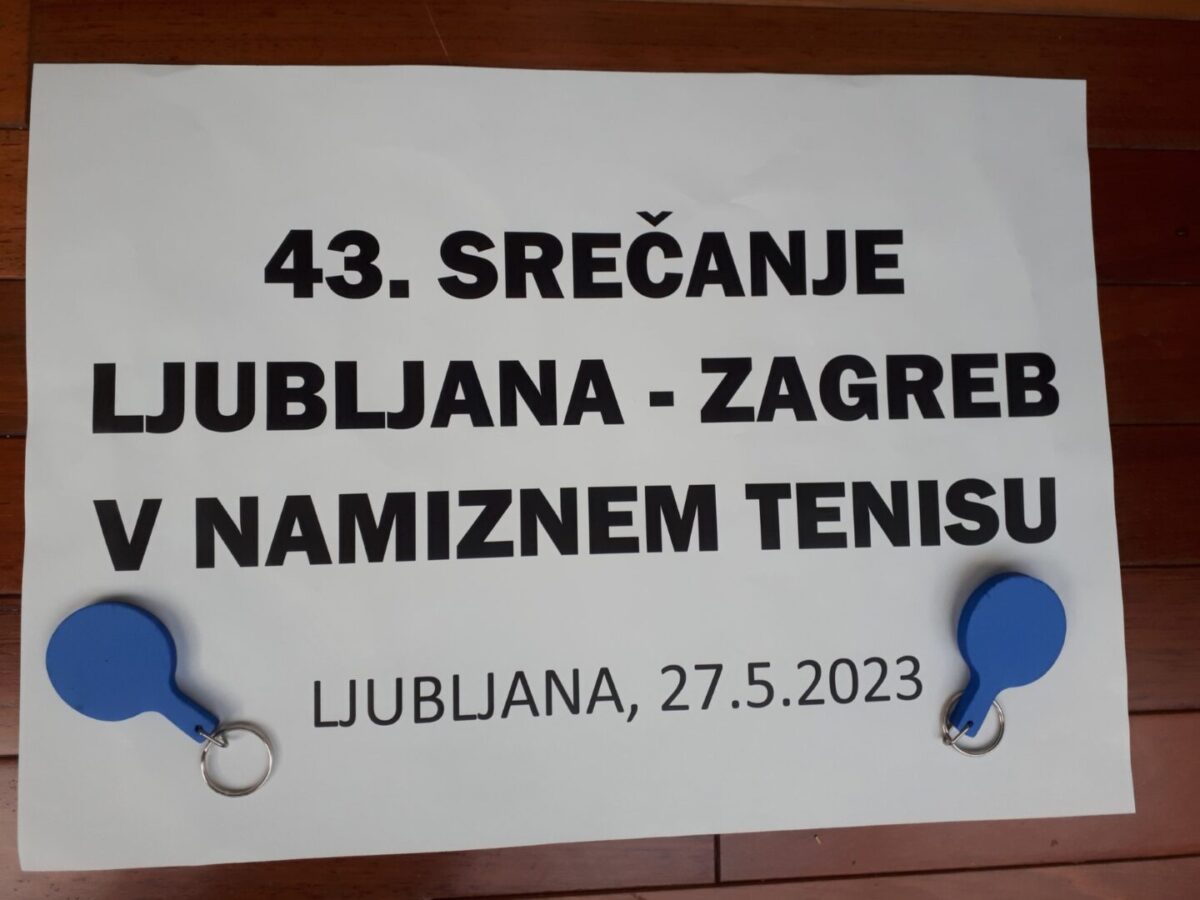 43. SREČANJE
LJUBLJANA - ZAGREB
V NAMIZNEM TENISU
LJUBLJANA, 27.5.2023